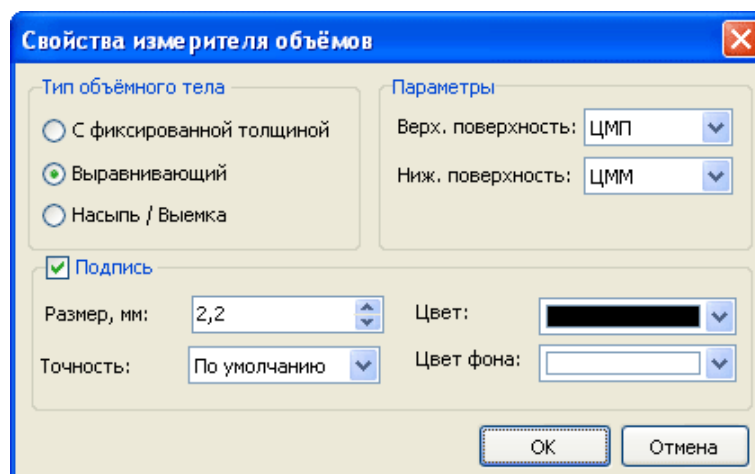 Свойства измерителя объёмов
Тип объёмного тела
С фиксированной толщиной
Выравнивающий
Насыпь / Выемка
Параметры
Верх. поверхность: ЦМП
Ниж. поверхность: ЦММ
Подпись
Размер, мм: 2,2
Цвет:
Точность: По умолчанию
Цвет фона:
ОК
Отмена